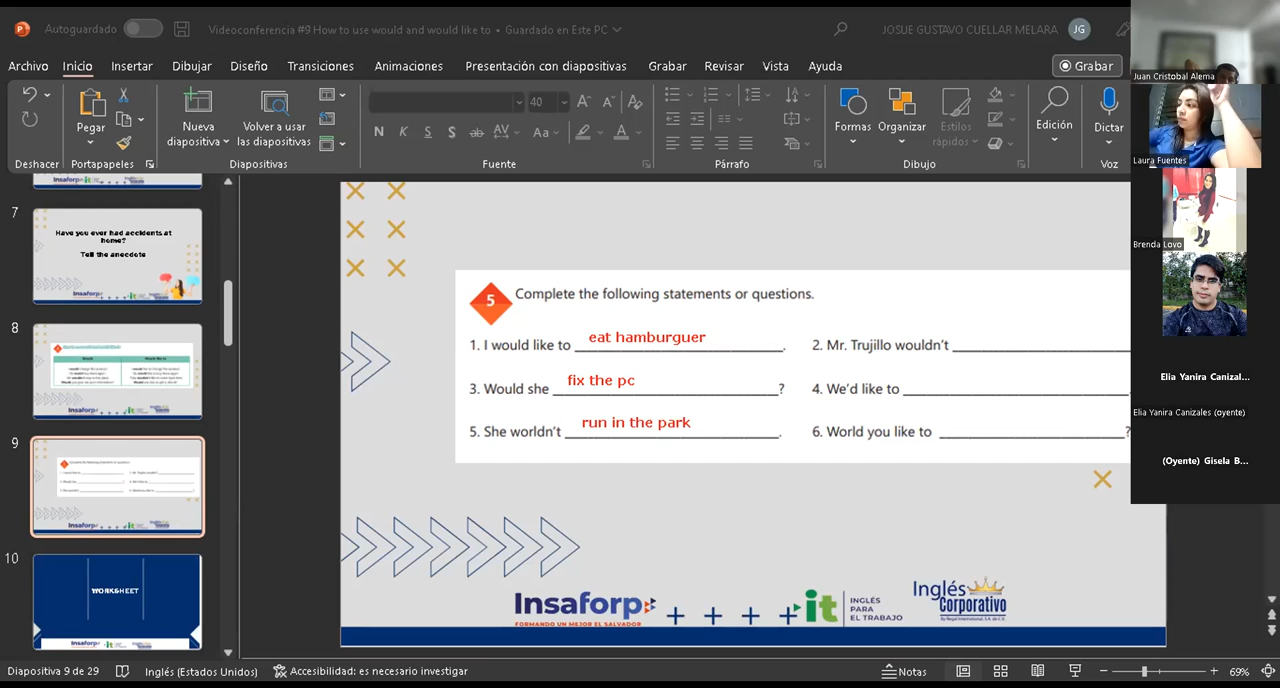 Autoguardado
Videoconferencia #9 How to use would and would like to • Guardado en Este PC
JOSUE GUSTAVO CUELLAR MELARA
JG
Archivo Inicio Insertar Dibujar Diseño Transiciones Animaciones Presentación con diapositivas Grabar Revisar Vista Ayuda
Grabar
Pegar
Nueva diapositiva
Volver a usar las diapositivas
40
N K S S ab AV Aa A
Formas
Organizar
Estilos rápidos
Edición
Dictar
Deshacer Portapapeles Diapositivas Fuente Párrafo Dibujo Voz
7
Have you ever had accidents at
home?
Tell the anecdote
Insaforp
8
Insaforp
9
Insaforp
10
WORKSHEET
Insaforp
5
Complete the following statements or questions.
1. I would like to eat hamburguer.
2. Mr. Trujillo wouldn't
3. Would she fix the pc?
4. We'd like to
5. She worldn't run in the park.
6. World you like to ?
Insaforp
FORMANDO UN MEJOR EL SALVADOR
it
INGLÉS
PARA
EL TRABAJO
Inglés
Corporativo
Juan Cristobal Alema
Laura Fuentes
Brenda Lovo
Elia Yanira Canizal...
Elia Yanira Canizales (oyente)
(Oyente) Gisela B...
Diapositiva 9 de 29 Inglés (Estados Unidos) Accesibilidad: es necesario investigar Notas 69%